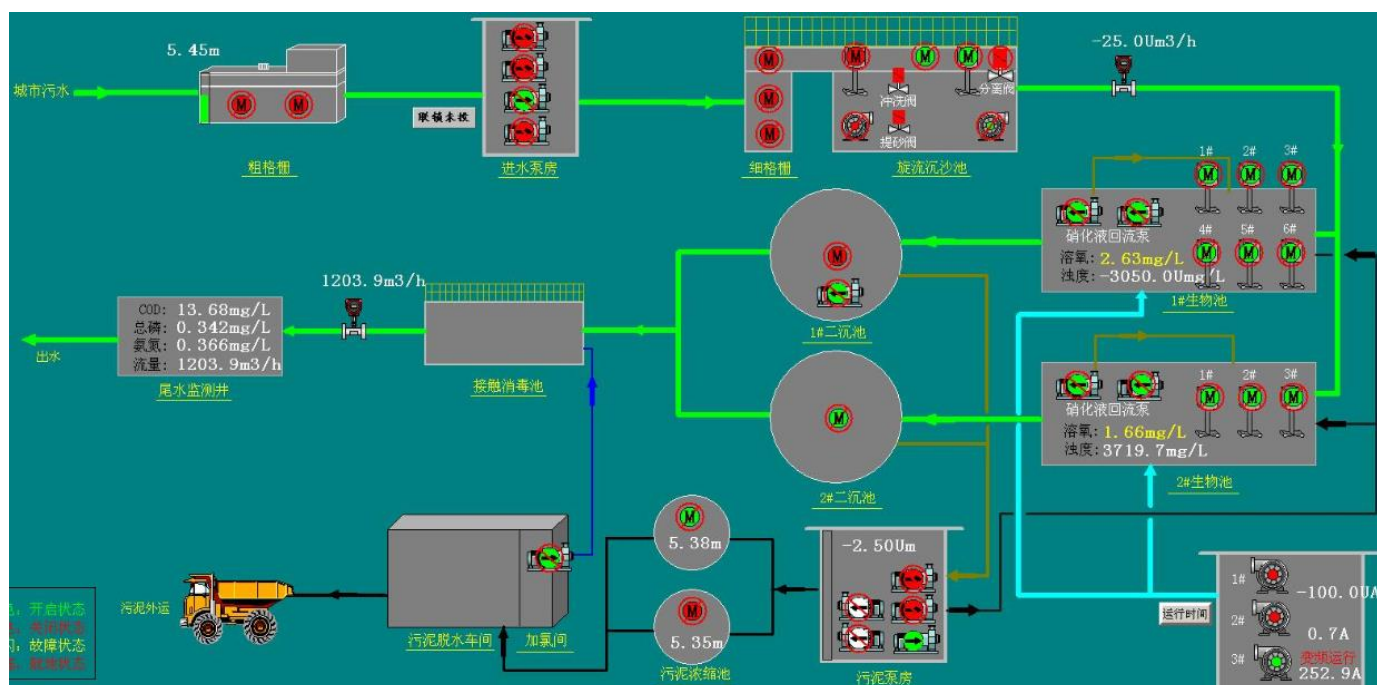 5.45m
城市污水
粗格栅
联锁未投
进水泵房
细格栅
冲洗阀
提砂阀
分离阀
旋流沉沙池
-25.0Um3/h
1# 2# 3#
硝化液回流泵
4# 5# 6#
溶氧: 2.63mg/L
浊度: -3050.0Umg/L
1#生物池
1#二沉池
1203.9m3/h
COD: 13.68mg/L
总磷: 0.342mg/L
氨氮: 0.366mg/L
流量: 1203.9m3/h
出水
尾水监测井
接触消毒池
1# 2# 3#
硝化液回流泵
溶氧: 1.66mg/L
浊度: 3719.7mg/L
2#生物池
2#二沉池
5.38m
-2.50Um
污泥外运
污泥脱水车间
加氯间
5.35m
污泥浓缩池
污泥泵房
运行时间
1#
-100.0UA
2#
0.7A
3#
变频运行
252.9A
开启状态
故障状态